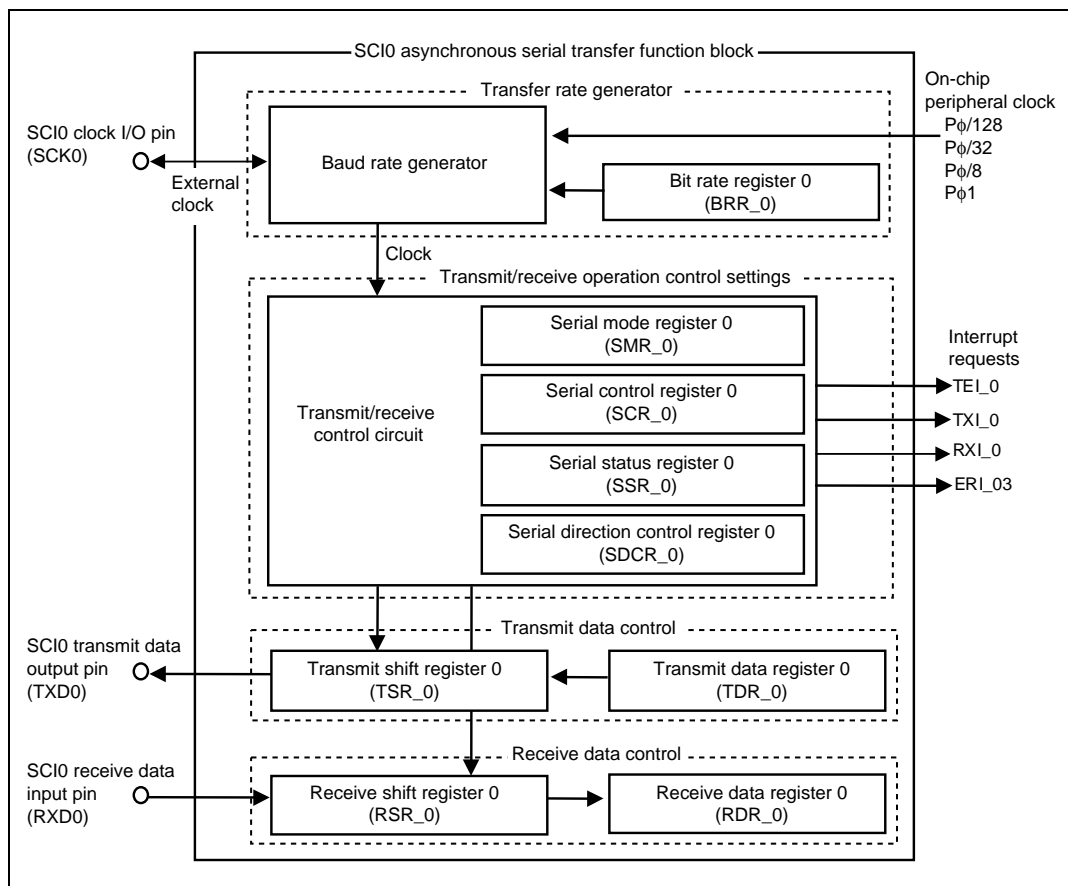 SCI0 asynchronous serial transfer function block
Transfer rate generator
On-chip
peripheral clock
Pϕ/128
Pϕ/32
Pϕ/8
Pϕ1
SCI0 clock I/O pin
(SCK0)
External
clock
Baud rate generator
Bit rate register 0
(BRR_0)
Clock
Transmit/receive operation control settings
Transmit/receive
control circuit
Serial mode register 0
(SMR_0)
Serial control register 0
(SCR_0)
Serial status register 0
(SSR_0)
Serial direction control register 0
(SDCR_0)
Interrupt
requests
TEI_0
TXI_0
RXI_0
ERI_03
Transmit data control
SCI0 transmit data
output pin
(TXD0)
Transmit shift register 0
(TSR_0)
Transmit data register 0
(TDR_0)
Receive data control
SCI0 receive data
input pin
(RXD0)
Receive shift register 0
(RSR_0)
Receive data register 0
(RDR_0)